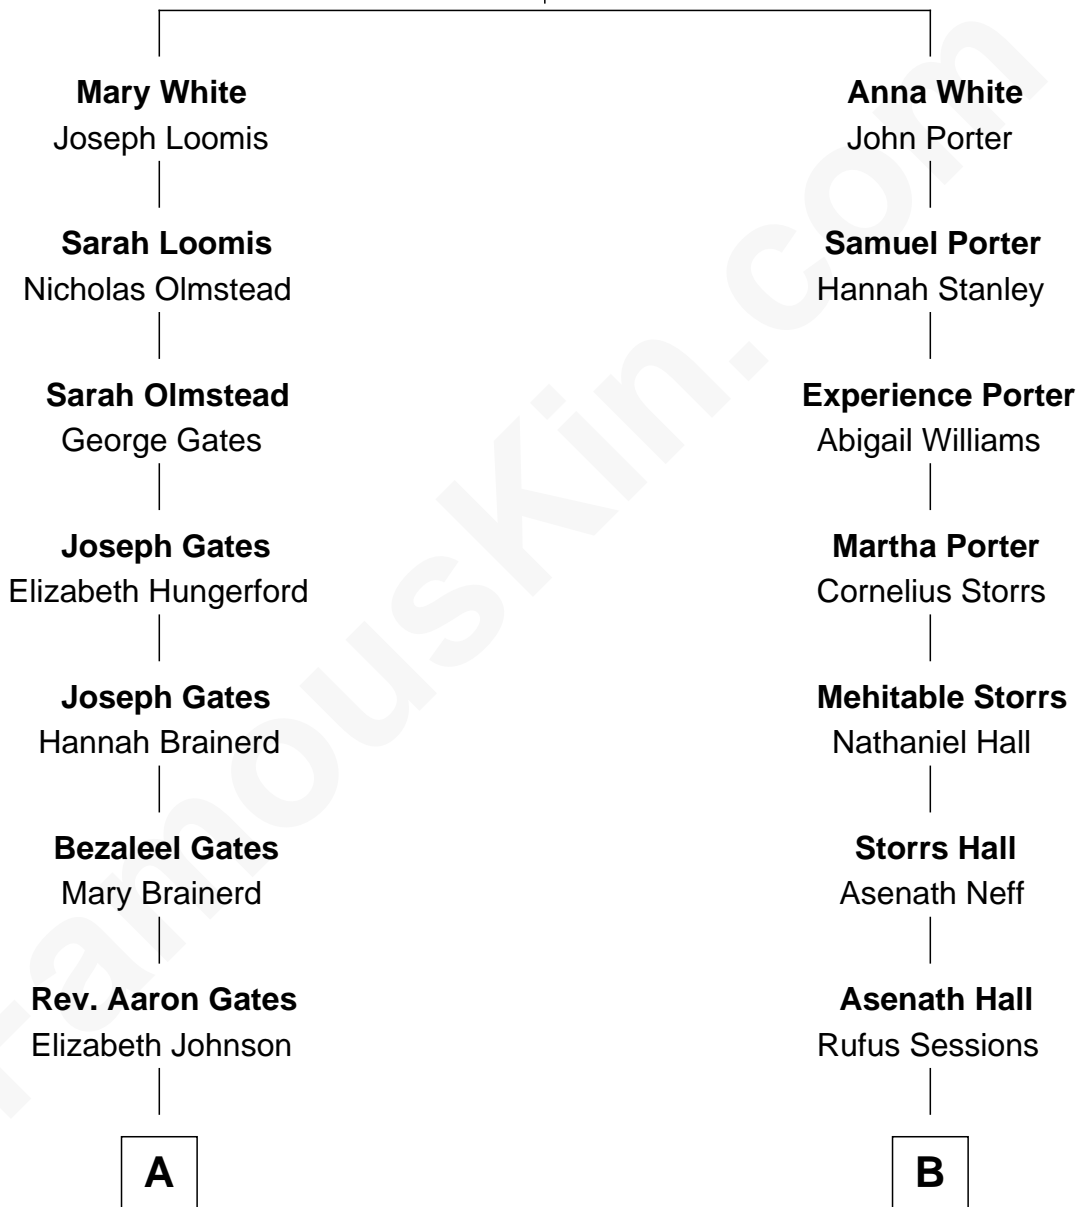 Mary White
Joseph Loomis
Sarah Loomis
Nicholas Olmstead
Sarah Olmstead
George Gates
Joseph Gates
Elizabeth Hungerford
Joseph Gates
Hannah Brainerd
Bezaleel Gates
Mary Brainerd
Rev. Aaron Gates
Elizabeth Johnson
A
Anna White
John Porter
Samuel Porter
Hannah Stanley
Experience Porter
Abigail Williams
Martha Porter
Cornelius Storrs
Mehitable Storrs
Nathaniel Hall
Storrs Hall
Asenath Neff
Asenath Hall
Rufus Sessions
B
FamousKin.com